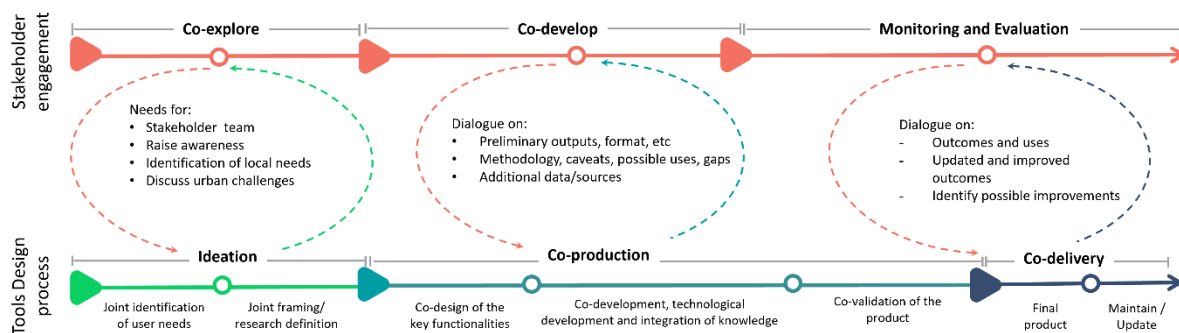 Stakeholder
engagement
Co-explore
Co-develop
Monitoring and Evaluation
Needs for:
• Stakeholder team
• Raise awareness
• Identification of local needs
• Discuss urban challenges
Dialogue on:
• Preliminary outputs, format, etc
• Methodology, caveats, possible uses, gaps
• Additional data/sources
Dialogue on:
- Outcomes and uses
- Updated and improved
outcomes
- Identify possible improvements
Tools Design
process
Ideation
Co-production
Co-delivery
Joint identification
of user needs
Joint framing/
research definition
Co-design of the
key functionalities
Co-development, technological
development and integration of knowledge
Co-validation of the
product
Final
product
Maintain /
Update